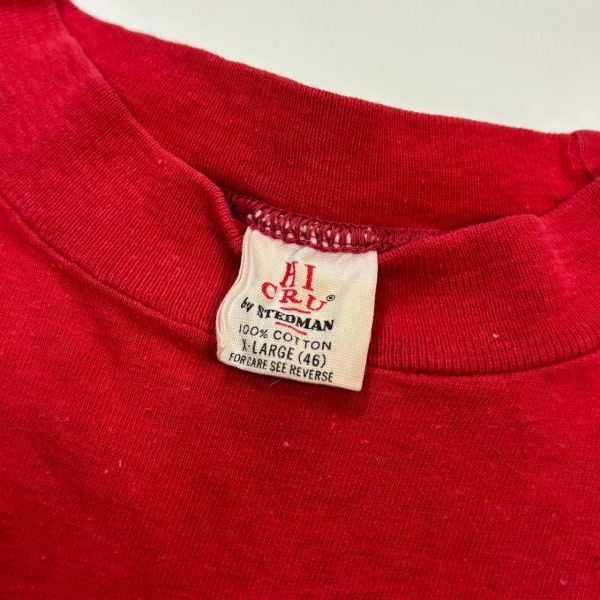 HI
CRU®
by STEDMAN
100% COTTON
X-LARGE (46)
FOR CARE SEE REVERSE